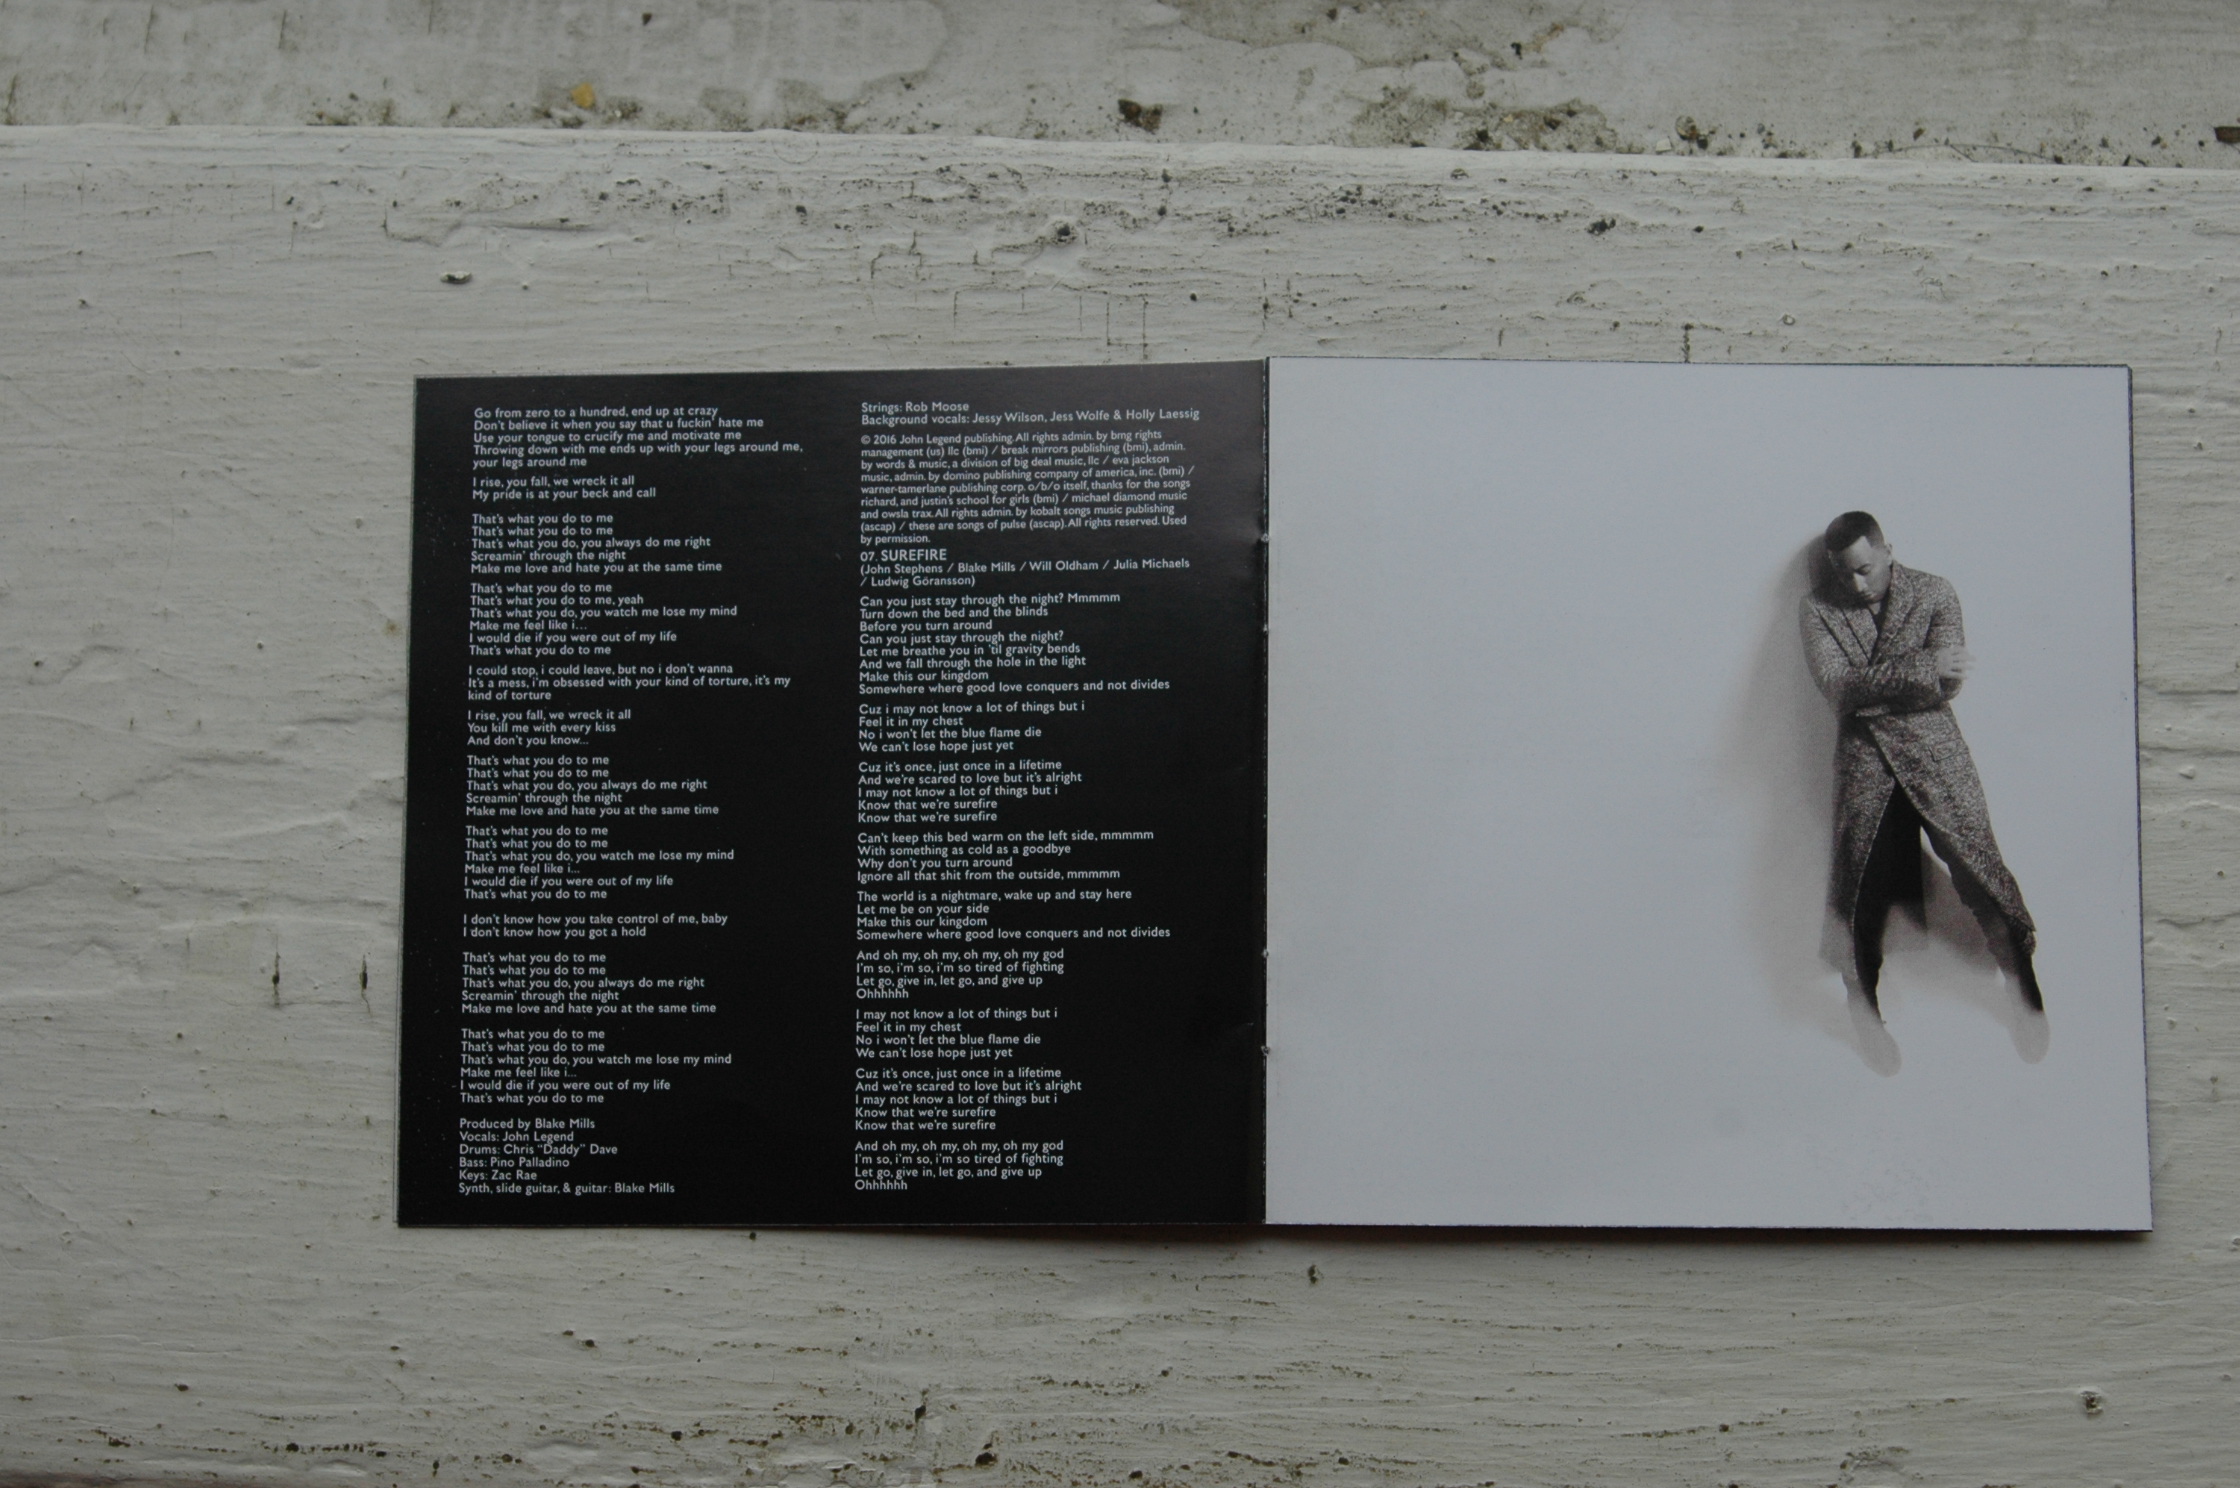 Go from zero to a hundred, end up at crazy
Don't believe it when you say that u fuckin' hate me
Use your tongue to crucify me and motivate me
Throwing down with me ends up with your legs around me,
your legs around me
I rise, you fall, we wreck it all
My pride is at your beck and call
That's what you do to me
That's what you do to me
That's what you do, you always do me right
Screamin' through the night
Make me love and hate you at the same time
That's what you do to me
That's what you do to me, yeah
That's what you do, you watch me lose my mind
Make me feel like i...
I would die if you were out of my life
That's what you do to me
I could stop, i could leave, but no i don't wanna
It's a mess, i'm obsessed with your kind of torture, it's my
kind of torture
I rise, you fall, we wreck it all
You kill me with every kiss
And don't you know...
That's what you do to me
That's what you do to me
That's what you do, you always do me right
Screamin' through the night
Make me love and hate you at the same time
That's what you do to me
That's what you do to me
That's what you do, you watch me lose my mind
Make me feel like i...
I would die if you were out of my life
That's what you do to me
I don't know how you take control of me, baby
I don't know how you got a hold
That's what you do to me
That's what you do to me
That's what you do, you always do me right
Screamin' through the night
Make me love and hate you at the same time
That's what you do to me
That's what you do to me
That's what you do, you watch me lose my mind
Make me feel like i...
I would die if you were out of my life
That's what you do to me
Produced by Blake Mills
Vocals: John Legend
Drums: Chris "Daddy" Dave
Bass: Pino Palladino
Keys: Zac Rae
Synth, slide guitar, & guitar: Blake Mills
Strings: Rob Moose
Background vocals: Jessy Wilson, Jess Wolfe & Holly Laessig
© 2016 John Legend publishing. All rights admin. by bmg rights
management (us) llc (bmi) / break mirrors publishing (bmi), admin.
by words & music, a division of big deal music, llc / eva jackson
music, admin. by domino publishing company of america, inc. (bmi) /
warner-tamerlane publishing corp. o/b/o itself, thanks for the songs
richard, and justin's school for girls (bmi) / michael diamond music
and owsla trax. All rights admin. by kobalt songs music publishing
(ascap) / these are songs of pulse (ascap). All rights reserved. Used
by permission.
07. SUREFIRE
(John Stephens / Blake Mills / Will Oldham / Julia Michaels
/ Ludwig Göransson)
Can you just stay through the night? Mmmmm
Turn down the bed and the blinds
Before you turn around
Can you just stay through the night?
Let me breathe you in 'til gravity bends
And we fall through the hole in the light
Make this our kingdom
Somewhere where good love conquers and not divides
Cuz i may not know a lot of things but i
Feel it in my chest
No i won't let the blue flame die
We can't lose hope just yet
Cuz it's once, just once in a lifetime
And we're scared to love but it's alright
I may not know a lot of things but i
Know that we're surefire
Know that we're surefire
Can't keep this bed warm on the left side, mmmmm
With something as cold as a goodbye
Why don't you turn around
Ignore all that shit from the outside, mmmmm
The world is a nightmare, wake up and stay here
Let me be on your side
Make this our kingdom
Somewhere where good love conquers and not divides
And oh my, oh my, oh my, oh my god
I'm so, i'm so, i'm so tired of fighting
Let go, give in, let go, and give up
Ohhhhhh
I may not know a lot of things but i
Feel it in my chest
No i won't let the blue flame die
We can't lose hope just yet
Cuz it's once, just once in a lifetime
And we're scared to love but it's alright
I may not know a lot of things but i
Know that we're surefire
Know that we're surefire
And oh my, oh my, oh my, oh my god
I'm so, i'm so, i'm so tired of fighting
Let go, give in, let go, and give up
Ohhhhhh